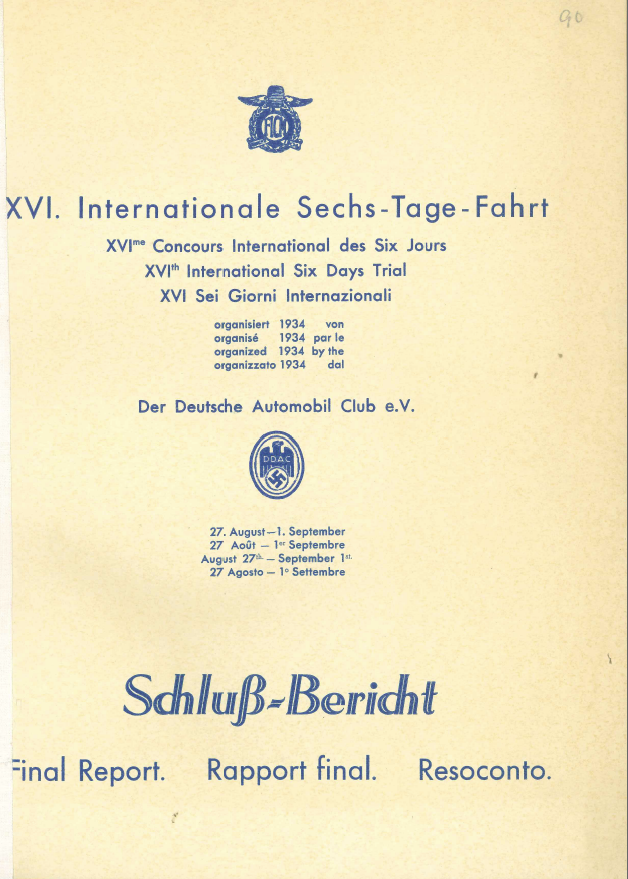 90
FICM
XVI. Internationale Sechs-Tage-Fahrt
XVIme Concours International des Six Jours
XVIth International Six Days Trial
XVI Sei Giorni Internazionali
organisiert 1934 von
organisé 1934 par le
organized 1934 by the
organizzato 1934 dal
Der Deutsche Automobil Club e.V.
DDAC
27. August—1. September
27 Août — 1er Septembre
August 27th. — September 1st.
27 Agosto — 1° Settembre
Schluß-Bericht
Final Report. Rapport final. Resoconto.